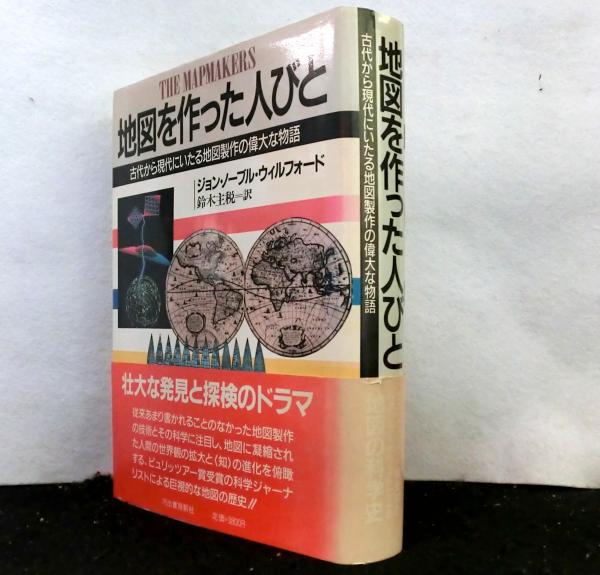 THE MAPMAKERS
地図を作った人びと
古代から現代にいたる地図製作の偉大な物語
ジョン・ノーブル・ウィルフォード
鈴木主税=訳
壮大な発見と探検のドラマ
従来あまり書かれることのなかった地図製作
の技術とその科学に注目し、地図に凝縮され
た人間の世界観の拡大と〈知〉の進化を俯瞰
する、ピュリッツアー賞受賞の科学ジャーナ
リストによる巨視的な地図の歴史!!
河出書房新社
定価=3800円
地図を作った人びと
古代から現代にいたる地図製作の偉大な物語